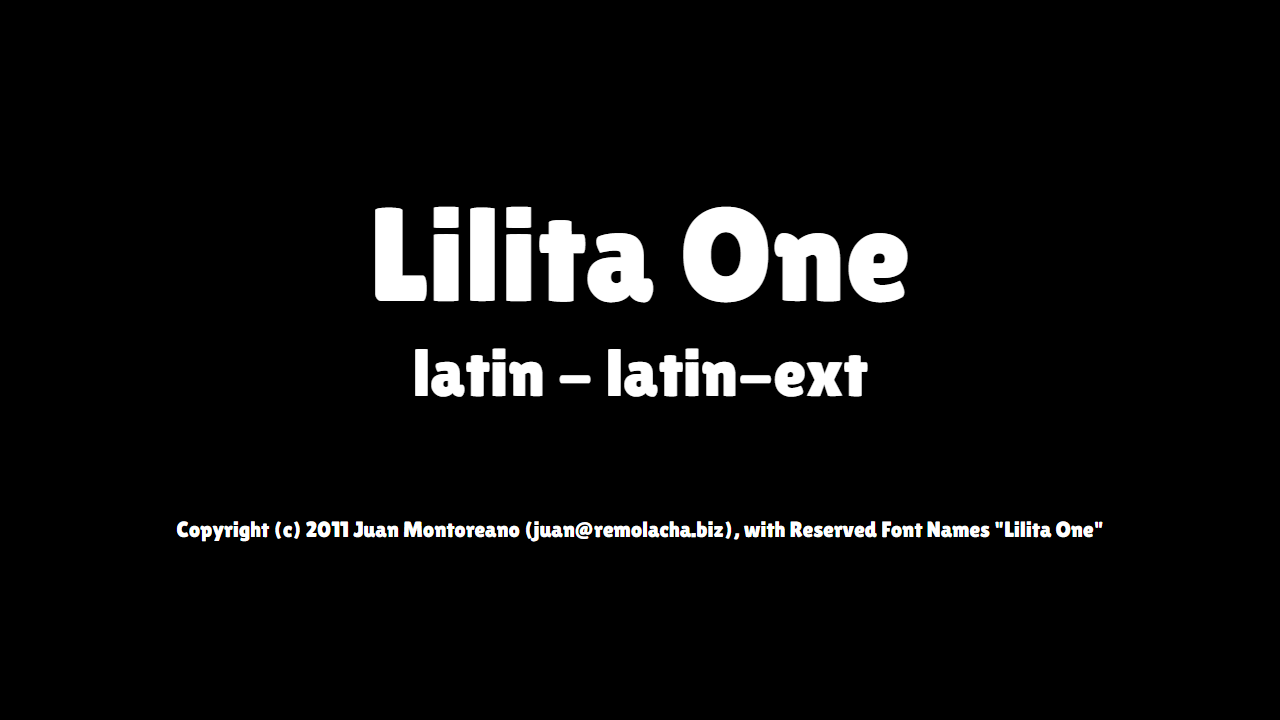 Lilita One
latin - latin-ext
Copyright (c) 2011 Juan Montoreano (juan@remolacha.biz), with Reserved Font Names "Lilita One"